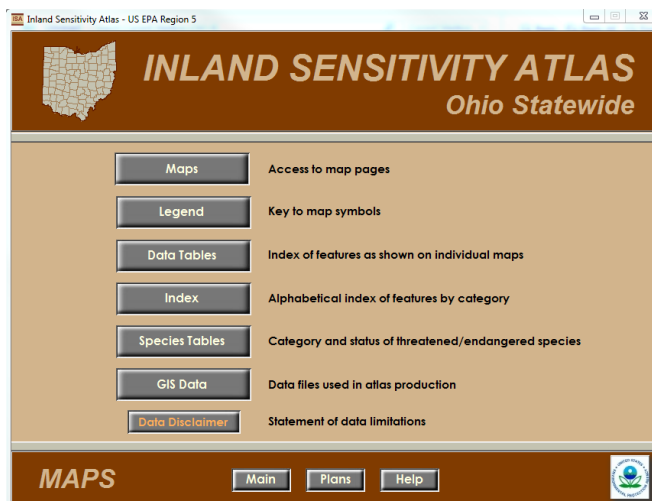 ISA Inland Sensitivity Atlas - US EPA Region 5
INLAND SENSITIVITY ATLAS
Ohio Statewide
Maps Access to map pages
Legend Key to map symbols
Data Tables Index of features as shown on individual maps
Index Alphabetical index of features by category
Species Tables Category and status of threatened/endangered species
GIS Data Data files used in atlas production
Data Disclaimer Statement of data limitations
MAPS Main Plans Help